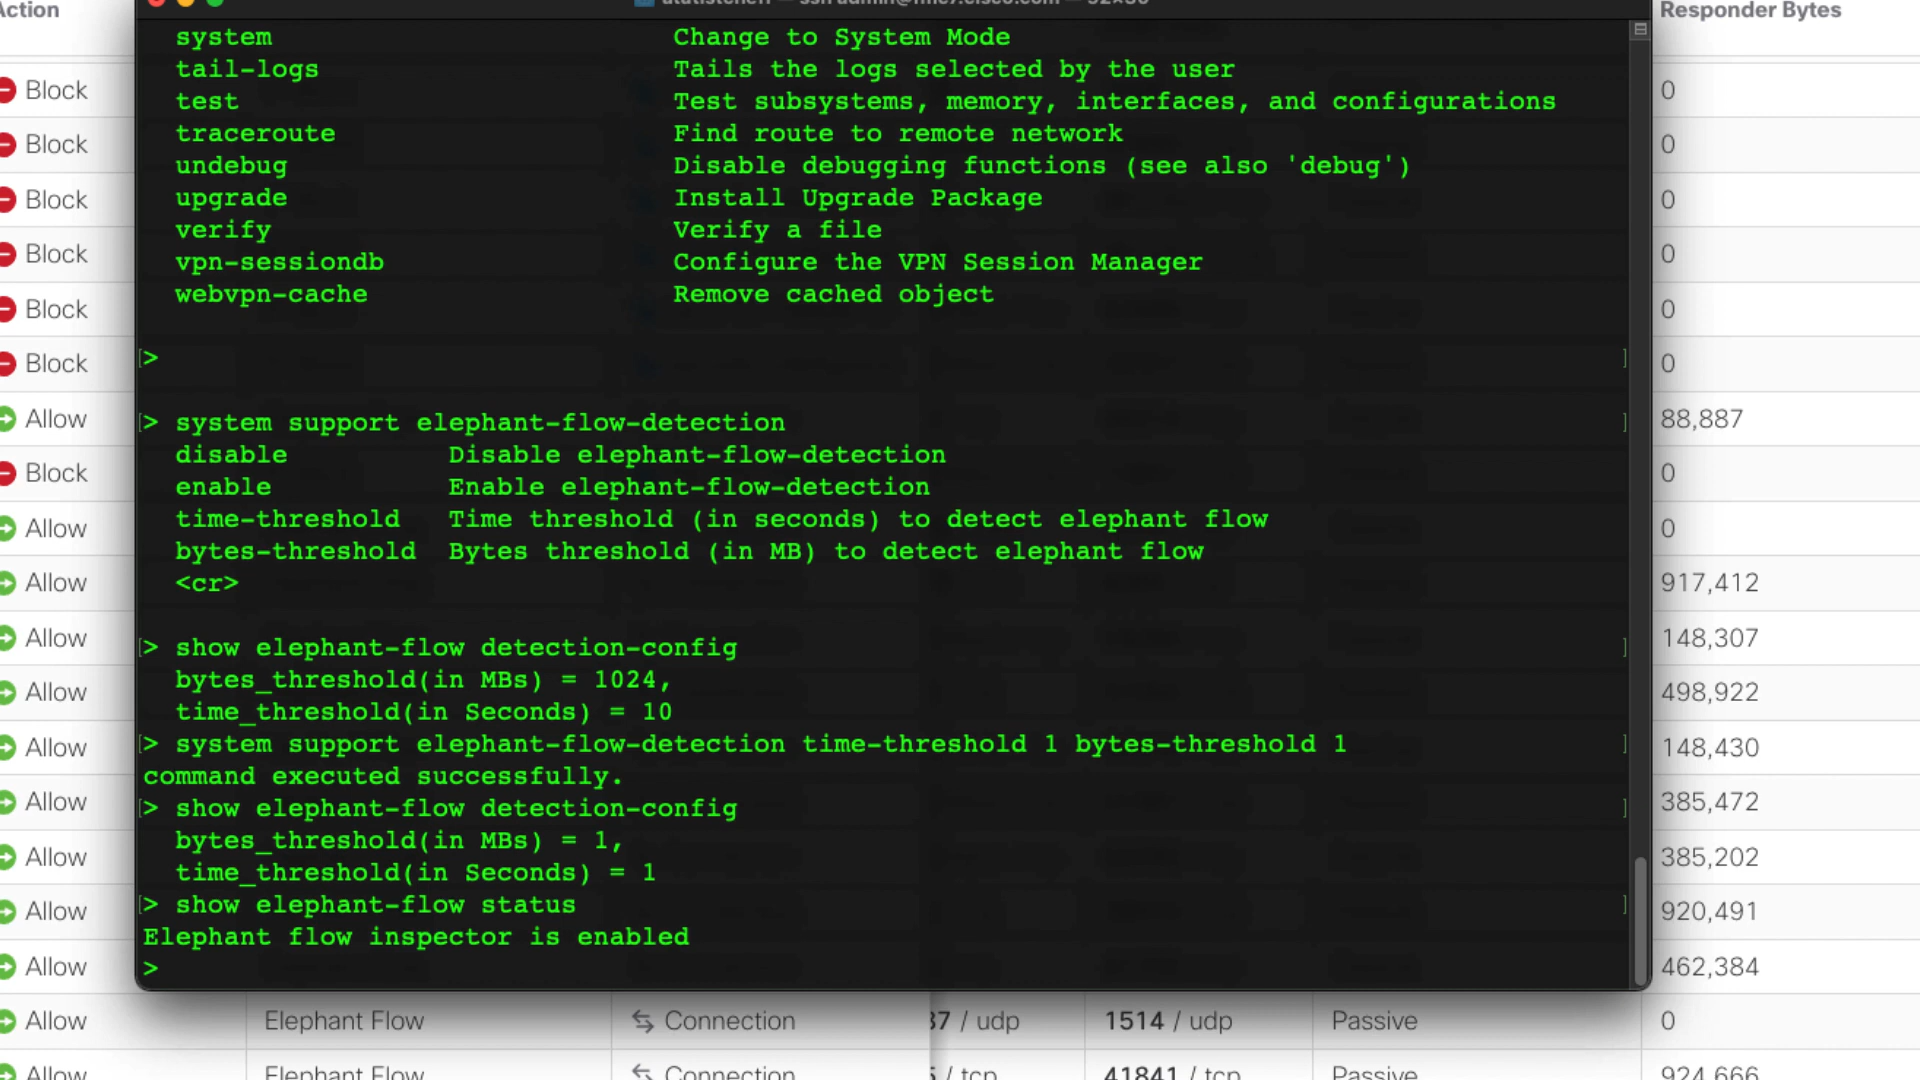 Action
Responder Bytes
system Change to System Mode
tail-logs Tails the logs selected by the user
Block 0
test Test subsystems, memory, interfaces, and configurations
traceroute Find route to remote network
Block 0
undebug Disable debugging functions (see also 'debug')
upgrade Install Upgrade Package
Block 0
verify Verify a file
Block 0
vpn-sessiondb Configure the VPN Session Manager
webvpn-cache Remove cached object
Block 0
[> ]
Block 0
[> system support elephant-flow-detection ]
Allow 88,887
disable Disable elephant-flow-detection
Block 0
enable Enable elephant-flow-detection
time-threshold Time threshold (in seconds) to detect elephant flow
Allow 0
bytes-threshold Bytes threshold (in MB) to detect elephant flow
<cr>
Allow 917,412
[> show elephant-flow detection-config ]
Allow 148,307
bytes_threshold(in MBs) = 1024,
Allow 498,922
time_threshold(in Seconds) = 10
[> system support elephant-flow-detection time-threshold 1 bytes-threshold 1 ]
Allow 148,430
command executed successfully.
[> show elephant-flow detection-config ]
Allow 385,472
bytes_threshold(in MBs) = 1,
Allow 385,202
time_threshold(in Seconds) = 1
[> show elephant-flow status ]
Allow 920,491
Elephant flow inspector is enabled
>
Allow 462,384
Allow Elephant Flow Connection 37 / udp 1514 / udp Passive 0
Allow Elephant Flow Connection 5 / tcp 41841 / tcp Passive 924,666